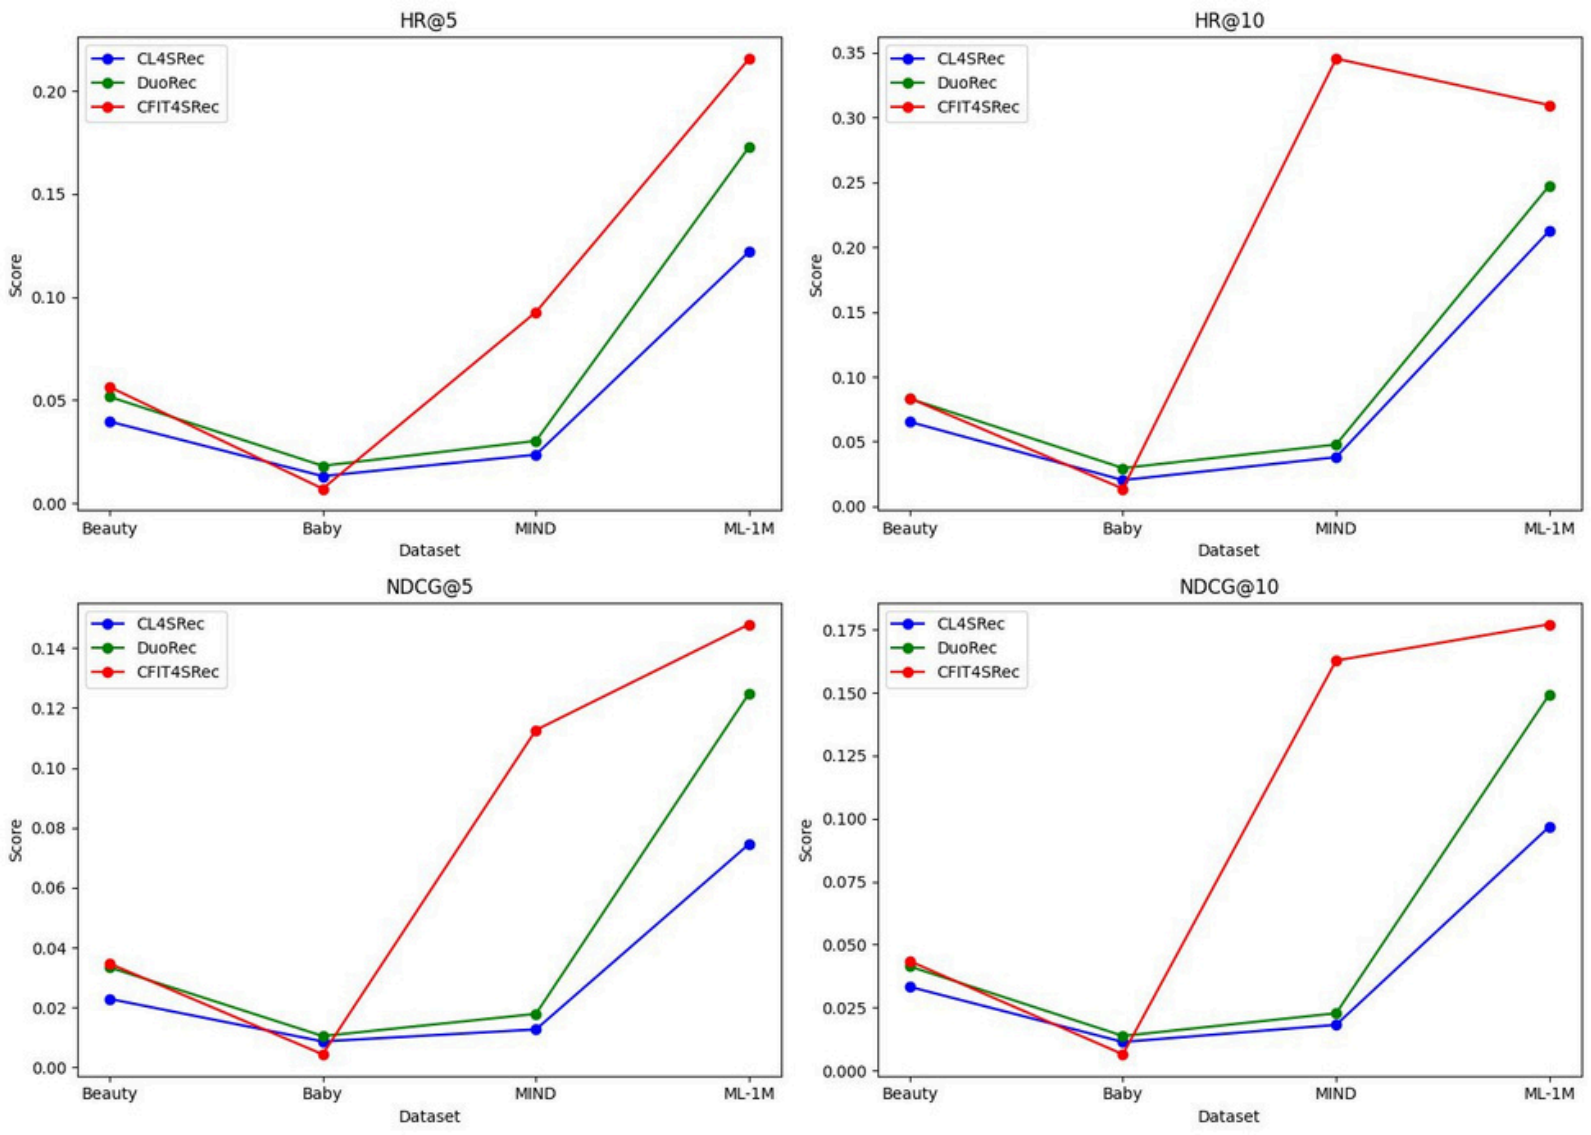 HR@5
CL4SRec
DuoRec
CFIT4SRec
0.20
0.15
0.10
0.05
0.00
Score
Beauty Baby MIND ML-1M
Dataset
HR@10
CL4SRec
DuoRec
CFIT4SRec
0.35
0.30
0.25
0.20
0.15
0.10
0.05
0.00
Score
Beauty Baby MIND ML-1M
Dataset
NDCG@5
CL4SRec
DuoRec
CFIT4SRec
0.14
0.12
0.10
0.08
0.06
0.04
0.02
0.00
Score
Beauty Baby MIND ML-1M
Dataset
NDCG@10
CL4SRec
DuoRec
CFIT4SRec
0.175
0.150
0.125
0.100
0.075
0.050
0.025
0.000
Score
Beauty Baby MIND ML-1M
Dataset